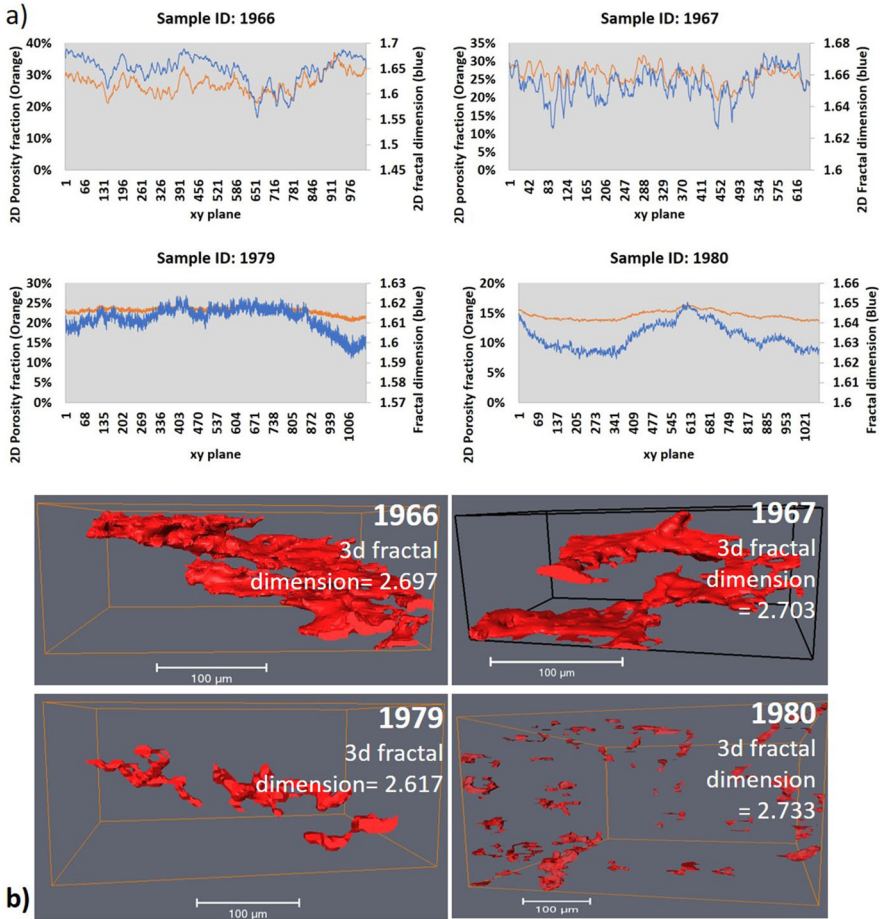 a)
Sample ID: 1966
2D Porosity fraction (Orange)
40%
30%
20%
10%
0%
1.7
1.65
1.6
1.55
1.5
1.45
2D fractal dimension (blue)
1 66 131 196 261 326 391 456 521 586 651 716 781 846 911 976
xy plane
Sample ID: 1967
2D porosity fraction (Orange)
35%
30%
25%
20%
15%
10%
5%
0%
1.68
1.66
1.64
1.62
1.6
2D Fractal dimension (blue)
1 42 83 124 165 206 247 288 329 370 411 452 493 534 575 616
xy plane
Sample ID: 1979
2D Porosity fraction (Orange)
30%
25%
20%
15%
10%
5%
0%
1.63
1.62
1.61
1.6
1.59
1.58
1.57
Fractal dimension (blue)
1 68 135 202 269 336 403 470 537 604 671 738 805 872 939 1006
xy plane
Sample ID: 1980
2D Porosity fraction (Orange)
20%
15%
10%
5%
0%
1.66
1.65
1.64
1.63
1.62
1.61
1.6
Fractal dimension (Blue)
1 69 137 205 273 341 409 477 545 613 681 749 817 885 953 1021
xy plane
1966
3d fractal
dimension= 2.697
100 µm
1967
3d fractal
dimension
= 2.703
100 µm
1979
3d fractal
dimension= 2.617
100 µm
1980
3d fractal
dimension
= 2.733
100 µm
b)